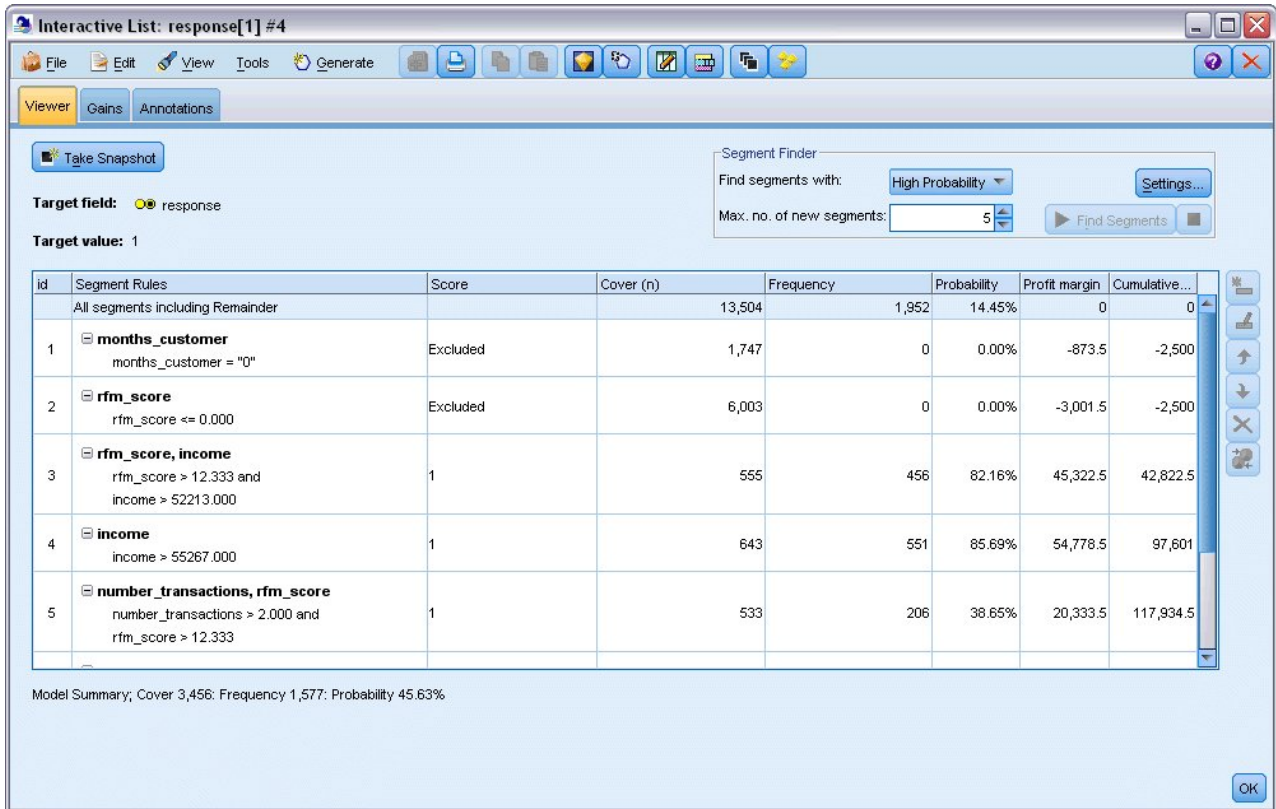 Interactive List: response[1] #4
File Edit View Tools Generate
Viewer Gains Annotations
Take Snapshot
Segment Finder
Find segments with: High Probability Settings...
Max. no. of new segments: 5 Find Segments
Target field: response
Target value: 1
id Segment Rules Score Cover (n) Frequency Probability Profit margin Cumulative...
All segments including Remainder 13,504 1,952 14.45% 0 0
1 months_customer Excluded 1,747 0 0.00% -873.5 -2,500
months_customer = "0"
2 rfm_score Excluded 6,003 0 0.00% -3,001.5 -2,500
rfm_score <= 0.000
3 rfm_score, income 1 555 456 82.16% 45,322.5 42,822.5
rfm_score > 12.333 and
income > 52213.000
4 income 1 643 551 85.69% 54,778.5 97,601
income > 55267.000
5 number_transactions, rfm_score 1 533 206 38.65% 20,333.5 117,934.5
number_transactions > 2.000 and
rfm_score > 12.333
Model Summary; Cover 3,456: Frequency 1,577: Probability 45.63%
OK